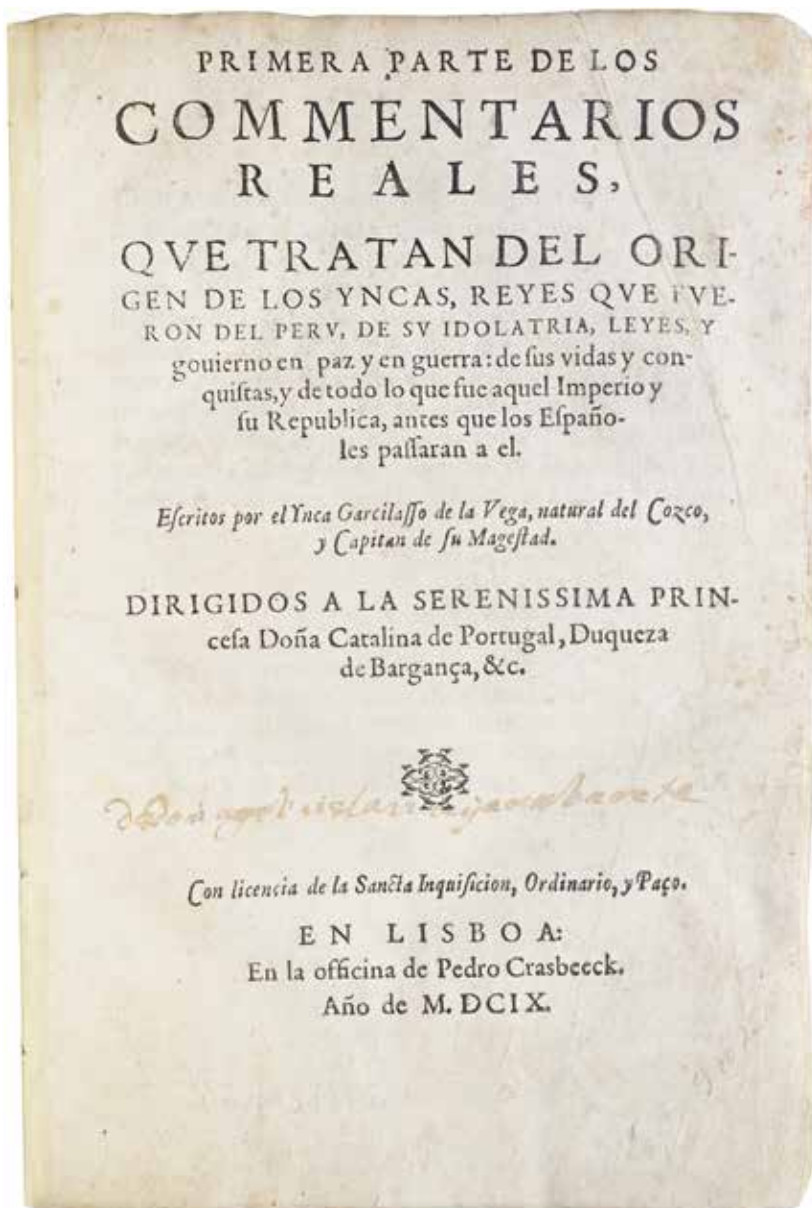 PRIMERA PARTE DE LOS
COMMENTARIOS
REALES,
QVE TRATAN DEL ORI-
GEN DE LOS YNCAS, REYES QVE FVE-
RON DEL PERV, DE SV IDOLATRIA, LEYES, Y
gouierno en paz y en guerra: de ſus vidas y con-
quiſtas, y de todo lo que fue aquel Imperio y
ſu Republica, antes que los Eſpaño-
les paſſaran a el.
Eſcritos por el Ynca Garcilaſſo de la Vega, natural del Cozco,
y Capitan de ſu Mageſtad.
DIRIGIDOS A LA SERENISSIMA PRIN-
ceſa Doña Catalina de Portugal, Duqueza
de Bargança, &c.
Con licencia de la Sancta Inquiſicion, Ordinario, y Paço.
EN LISBOA:
En la officina de Pedro Crasbeeck.
Año de M. DCIX.